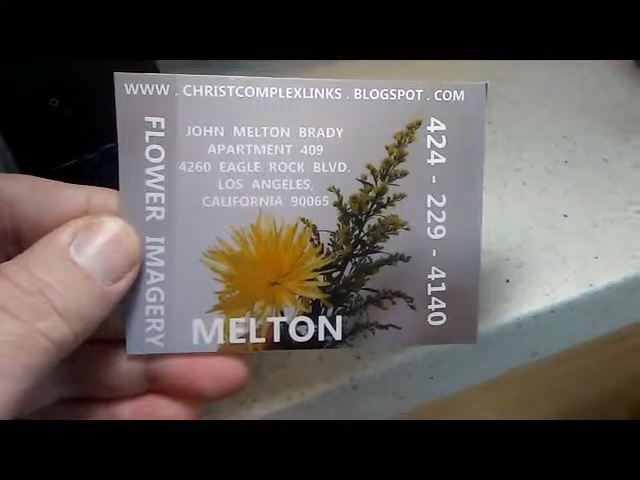 WWW . CHRISTCOMPLEXLINKS . BLOGSPOT . COM
JOHN MELTON BRADY
APARTMENT 409
4260 EAGLE ROCK BLVD.
LOS ANGELES,
CALIFORNIA 90065
FLOWER IMAGERY
424 - 229 - 4140
MELTON